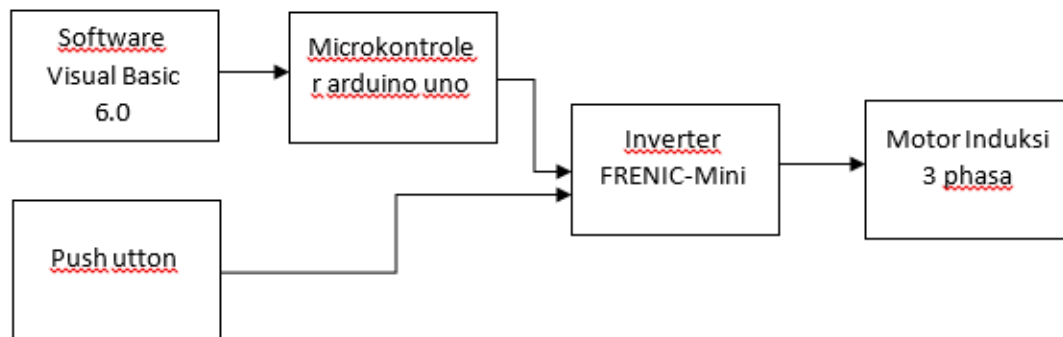 Software
Visual Basic
6.0
Microkontrole
r arduino uno
Inverter
FRENIC-Mini
Motor Induksi
3 phasa
Push utton